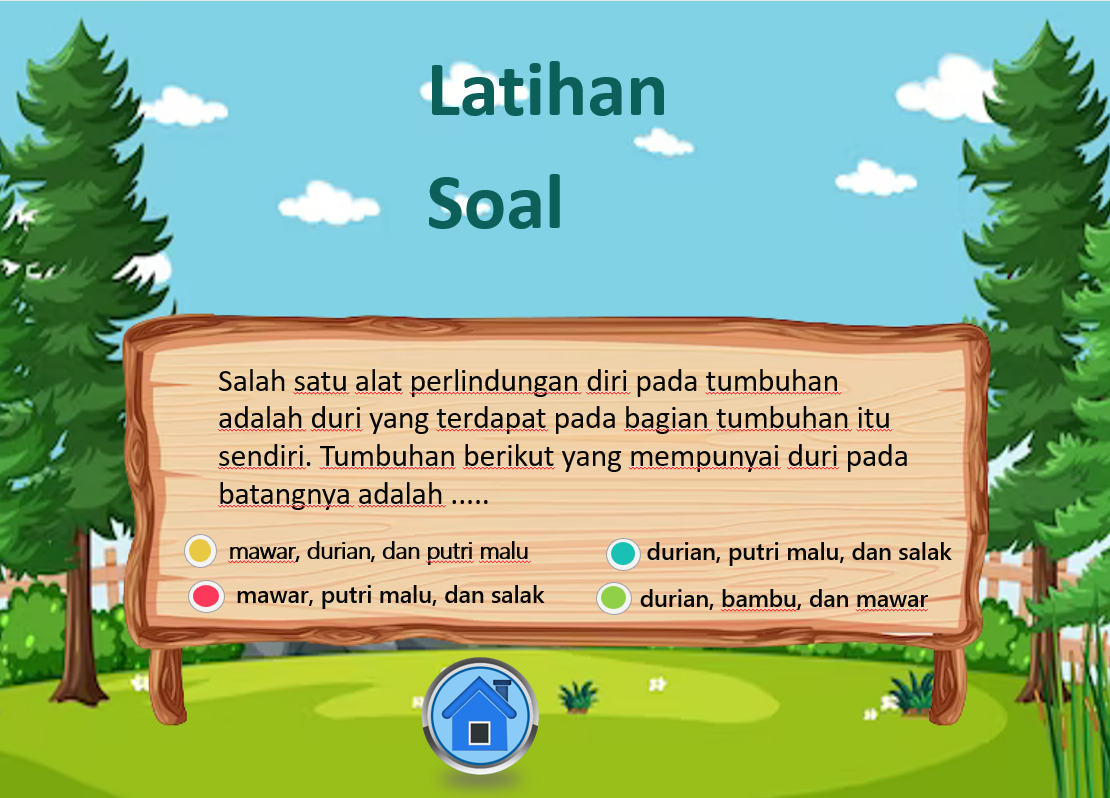 Latihan
Soal
Salah satu alat perlindungan diri pada tumbuhan
adalah duri yang terdapat pada bagian tumbuhan itu
sendiri. Tumbuhan berikut yang mempunyai duri pada
batangnya adalah .....
mawar, durian, dan putri malu
durian, putri malu, dan salak
mawar, putri malu, dan salak
durian, bambu, dan mawar